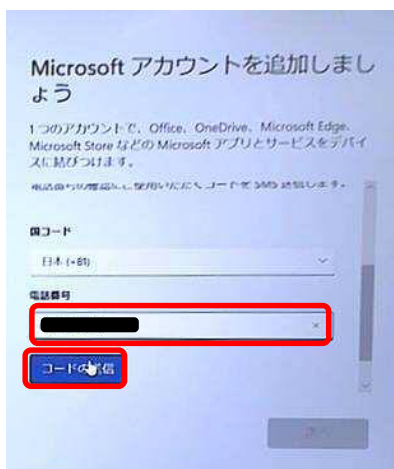 Microsoft アカウントを追加しまし
ょう
1 つのアカウントで、Office、OneDrive、Microsoft Edge、
Microsoft Store などの Microsoft アプリとサービスをデバイ
スに結びつけます。
国コード
日本 (+81)
電話番号
コードの送信
次へ